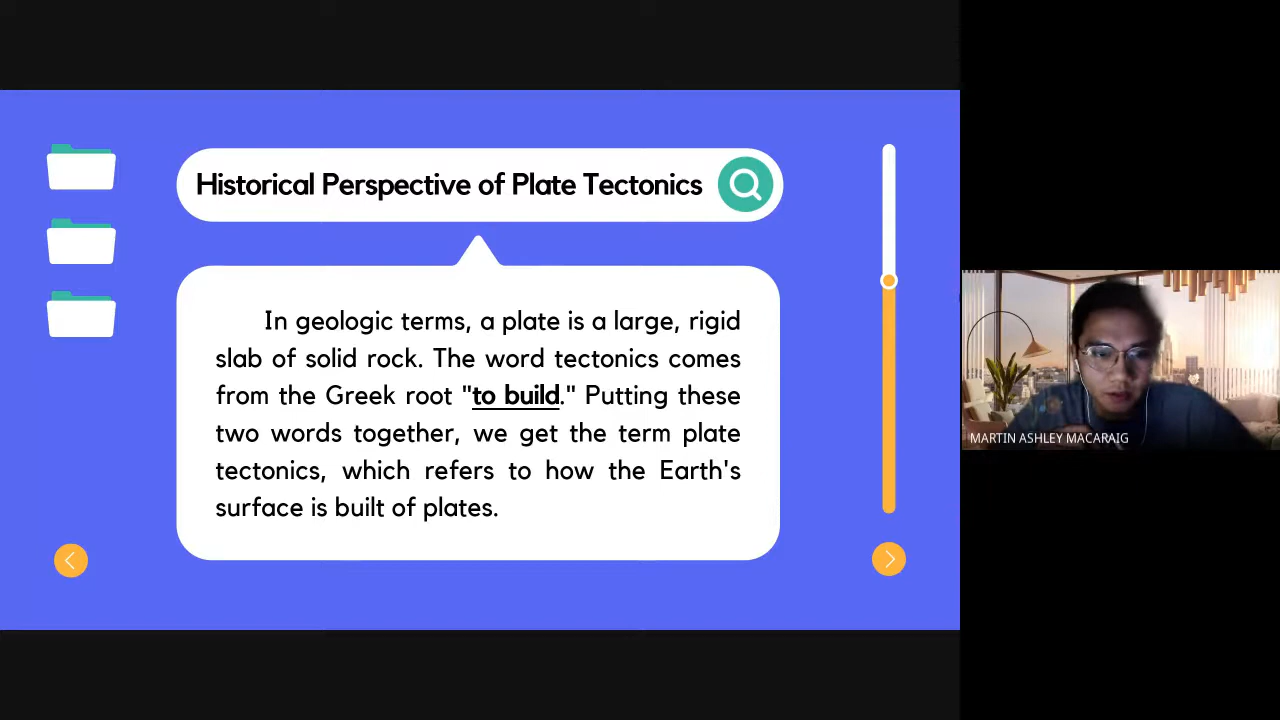 Historical Perspective of Plate Tectonics
In geologic terms, a plate is a large, rigid
slab of solid rock. The word tectonics comes
from the Greek root "to build." Putting these
two words together, we get the term plate
tectonics, which refers to how the Earth's
surface is built of plates.
MARTIN ASHLEY MACARAIG